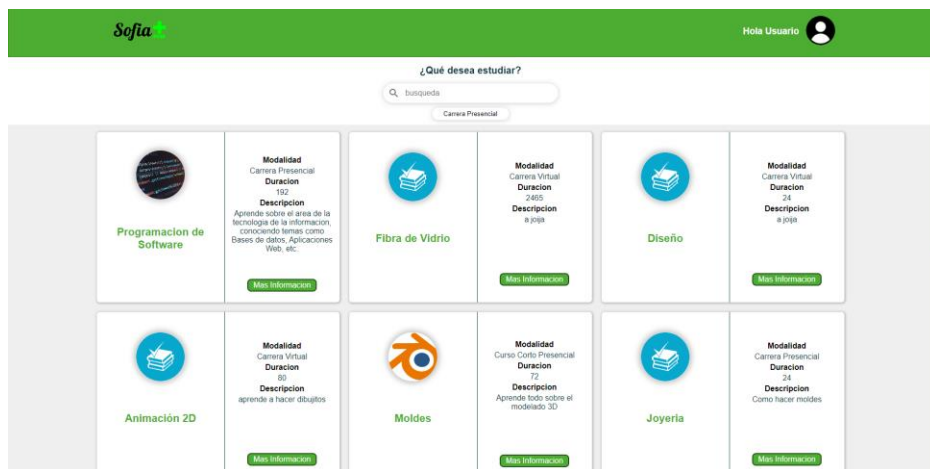 Sofia
Hola Usuario
¿Qué desea estudiar?
busqueda
Carrera Presencial
Programacion de
Software
Modalidad
Carrera Presencial
Duracion
192
Descripcion
Aprende sobre el area de la
tecnologia de la informacion,
conociendo temas como
Bases de datos, Aplicaciones
Web, etc.
Mas Informacion
Fibra de Vidrio
Modalidad
Carrera Virtual
Duracion
2465
Descripcion
a joija
Mas Informacion
Diseño
Modalidad
Carrera Virtual
Duracion
24
Descripcion
a joija
Mas Informacion
Animación 2D
Modalidad
Carrera Virtual
Duracion
80
Descripcion
aprende a hacer dibujitos
Mas Informacion
Moldes
Modalidad
Curso Corto Presencial
Duracion
72
Descripcion
Aprende todo sobre el
modelado 3D
Mas Informacion
Joyeria
Modalidad
Carrera Presencial
Duracion
24
Descripcion
Como hacer moldes
Mas Informacion